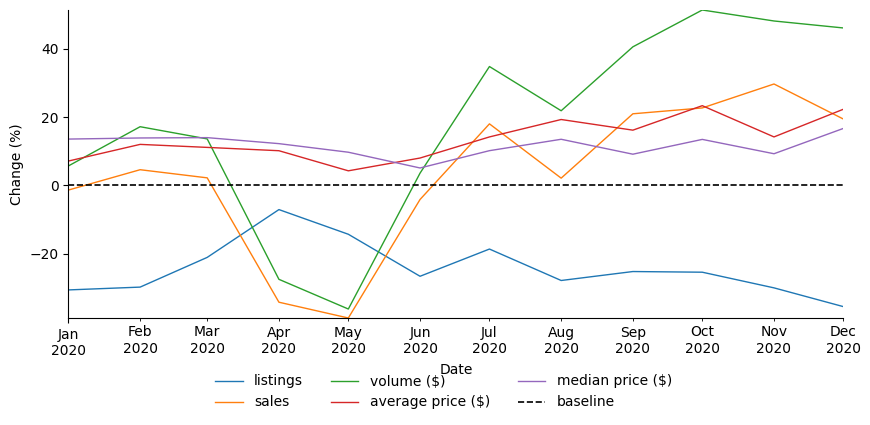 Change (%)
40
20
0
−20
Jan
2020
Feb
2020
Mar
2020
Apr
2020
May
2020
Jun
2020
Jul
2020
Aug
2020
Sep
2020
Oct
2020
Nov
2020
Dec
2020
Date
listings
sales
volume ($)
average price ($)
median price ($)
baseline